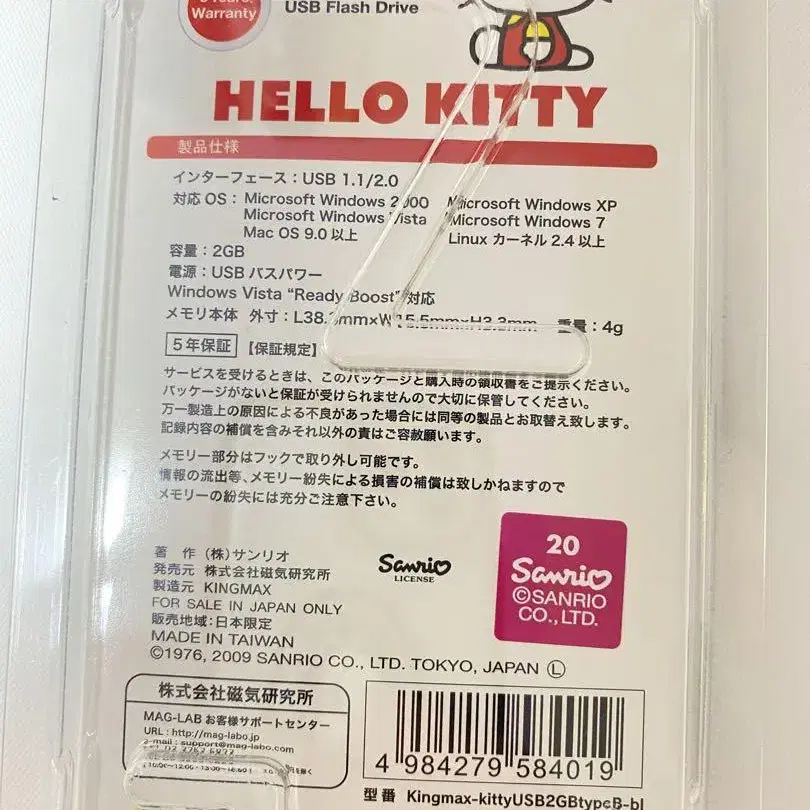 Warranty
USB Flash Drive
HELLO KITTY
製品仕様
インターフェース：USB 1.1/2.0
対応 OS：Microsoft Windows 2000 Microsoft Windows XP
Microsoft Windows Vista Microsoft Windows 7
Mac OS 9.0 以上 Linux カーネル 2.4 以上
容量：2GB
電源：USB バスパワー
Windows Vista “Ready Boost” 対応
メモリ本体 外寸： 重量：4g
5年保証【保証規定】
サービスを受けるときは、このパッケージと購入時の領収書をご提示ください。
パッケージがないと保証が受けられませんので大切に保管してください。
万一製造上の原因による不良があった場合には同等の製品とお取替え致します。
記録内容の補償を含みそれ以外の責はご容赦願います。
メモリー部分はフックで取り外し可能です。
情報の流出等、メモリー紛失による損害の補償は致しかねますので
メモリーの紛失には充分ご注意下さい。
著 作 (株) サンリオ
発売元 株式会社磁気研究所
製造元 KINGMAX
FOR SALE IN JAPAN ONLY
販売地域：日本限定
MADE IN TAIWAN
©1976, 2009 SANRIO CO., LTD. TOKYO, JAPAN Ⓛ
Sanrio
LICENSE
20
Sanrio
©SANRIO
CO., LTD.
株式会社磁気研究所
MAG-LAB お客様サポートセンター
URL : http://mag-labo.jp
e-mail : support@mag-labo.com
4 984279 584019
型番 Kingmax-kittyUSB2GBtypeB-bl